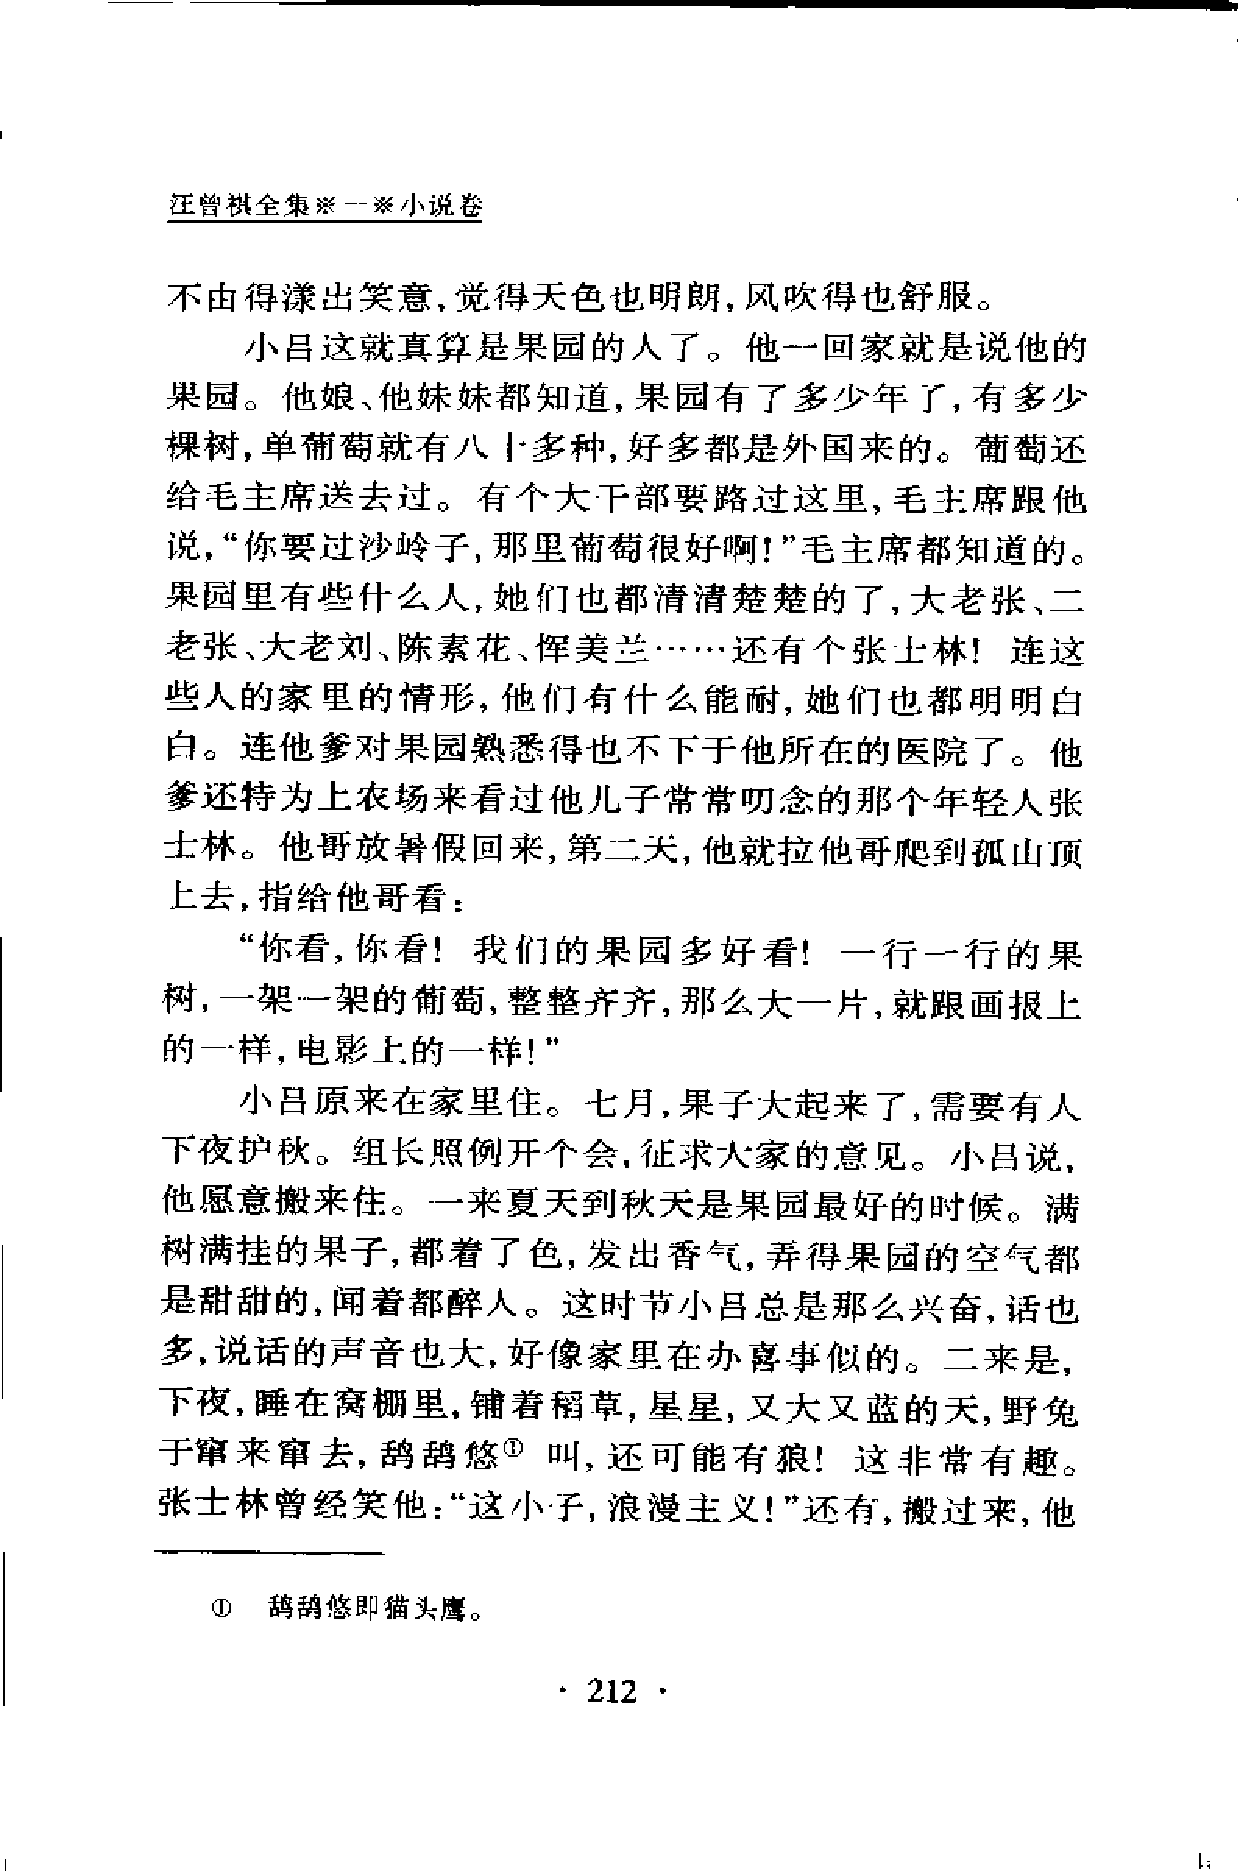 汪曾祺全集※一※小说卷
不由得漾出笑意,觉得天色也明朗,风吹得也舒服。
小吕这就真算是果园的人了。他一回家就是说他的
果园。他娘、他妹妹都知道,果园有了多少年了,有多少
棵树,单葡萄就有八十多种,好多都是外国来的。葡萄还
给毛主席送去过。有个大干部要路过这里,毛主席跟他
说,“你要过沙岭子,那里葡萄很好啊!”毛主席都知道的。
果园里有些什么人,她们也都清清楚楚的了,大老张、二
老张、大老刘、陈素花、恽美兰……还有个张士林! 连这
些人的家里的情形,他们有什么能耐,她们也都明明白
白。连他爹对果园熟悉得也不下于他所在的医院了。他
爹还特为上农场来看过他儿子常常叨念的那个年轻人张
士林。他哥放暑假回来,第二天,他就拉他哥爬到孤山顶
上去,指给他哥看:
“你看,你看! 我们的果园多好看! 一行一行的果
树,一架一架的葡萄,整整齐齐,那么大一片,就跟画报上
的一样,电影上的一样!”
小吕原来在家里住。七月,果子大起来了,需要有人
下夜护秋。组长照例开个会,征求大家的意见。小吕说,
他愿意搬来住。一来夏天到秋天是果园最好的时候。满
树满挂的果子,都着了色,发出香气,弄得果园的空气都
是甜甜的,闻着都醉人。这时节小吕总是那么兴奋,话也
多,说话的声音也大,好像家里在办喜事似的。二来是,
下夜,睡在窝棚里,铺着稻草,星星,又大又蓝的天,野兔
子窜来窜去,鸹鸹悠① 叫,还可能有狼! 这非常有趣。
张士林曾经笑他:“这小子,浪漫主义!”还有,搬过来,他
① 鸹鸹悠即猫头鹰。
· 212 ·